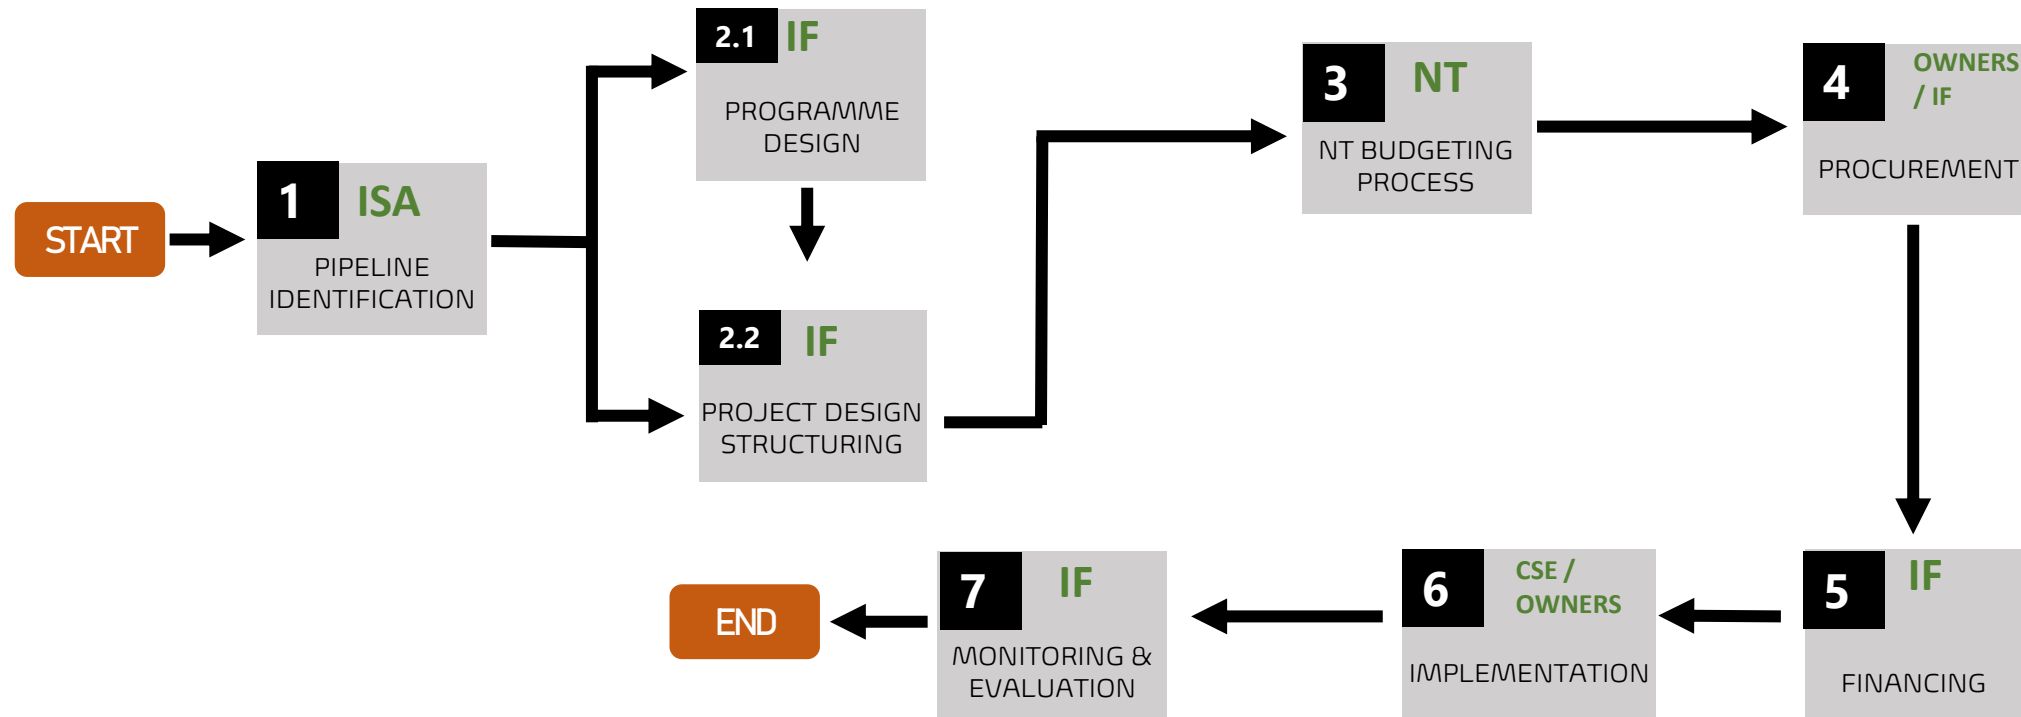 START
1
ISA
PIPELINE
IDENTIFICATION
2.1
IF
PROGRAMME
DESIGN
2.2
IF
PROJECT DESIGN
STRUCTURING
3
NT
NT BUDGETING
PROCESS
4
OWNERS
/ IF
PROCUREMENT
5
IF
FINANCING
6
CSE /
OWNERS
IMPLEMENTATION
7
IF
MONITORING &
EVALUATION
END